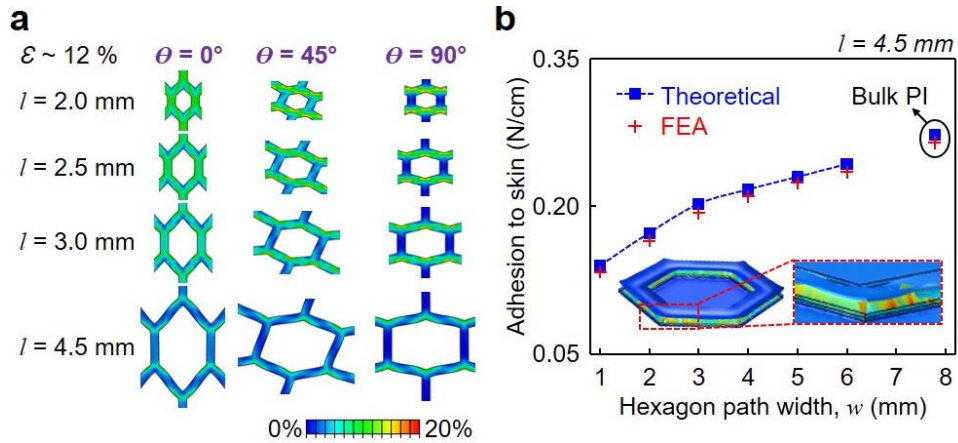 a
ℰ ~ 12 %
θ = 0°
θ = 45°
θ = 90°
l = 2.0 mm
l = 2.5 mm
l = 3.0 mm
l = 4.5 mm
0%
20%
b
l = 4.5 mm
0.35
0.20
0.05
Adhesion to skin (N/cm)
Theoretical
FEA
Bulk PI
1 2 3 4 5 6 7 8
Hexagon path width, w (mm)